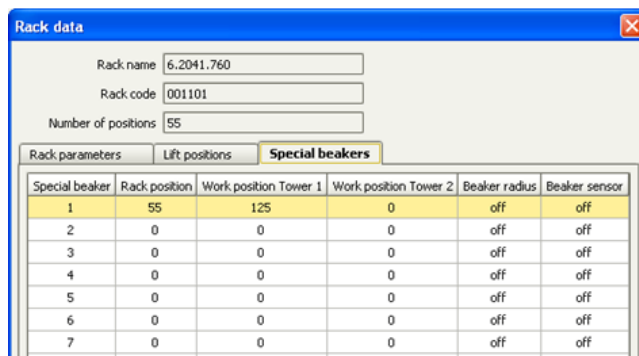 Rack data
Rack name 6.2041.760
Rack code 001101
Number of positions 55
Rack parameters Lift positions Special beakers
Special beaker Rack position Work position Tower 1 Work position Tower 2 Beaker radius Beaker sensor
1 55 125 0 off off
2 0 0 0 off off
3 0 0 0 off off
4 0 0 0 off off
5 0 0 0 off off
6 0 0 0 off off
7 0 0 0 off off